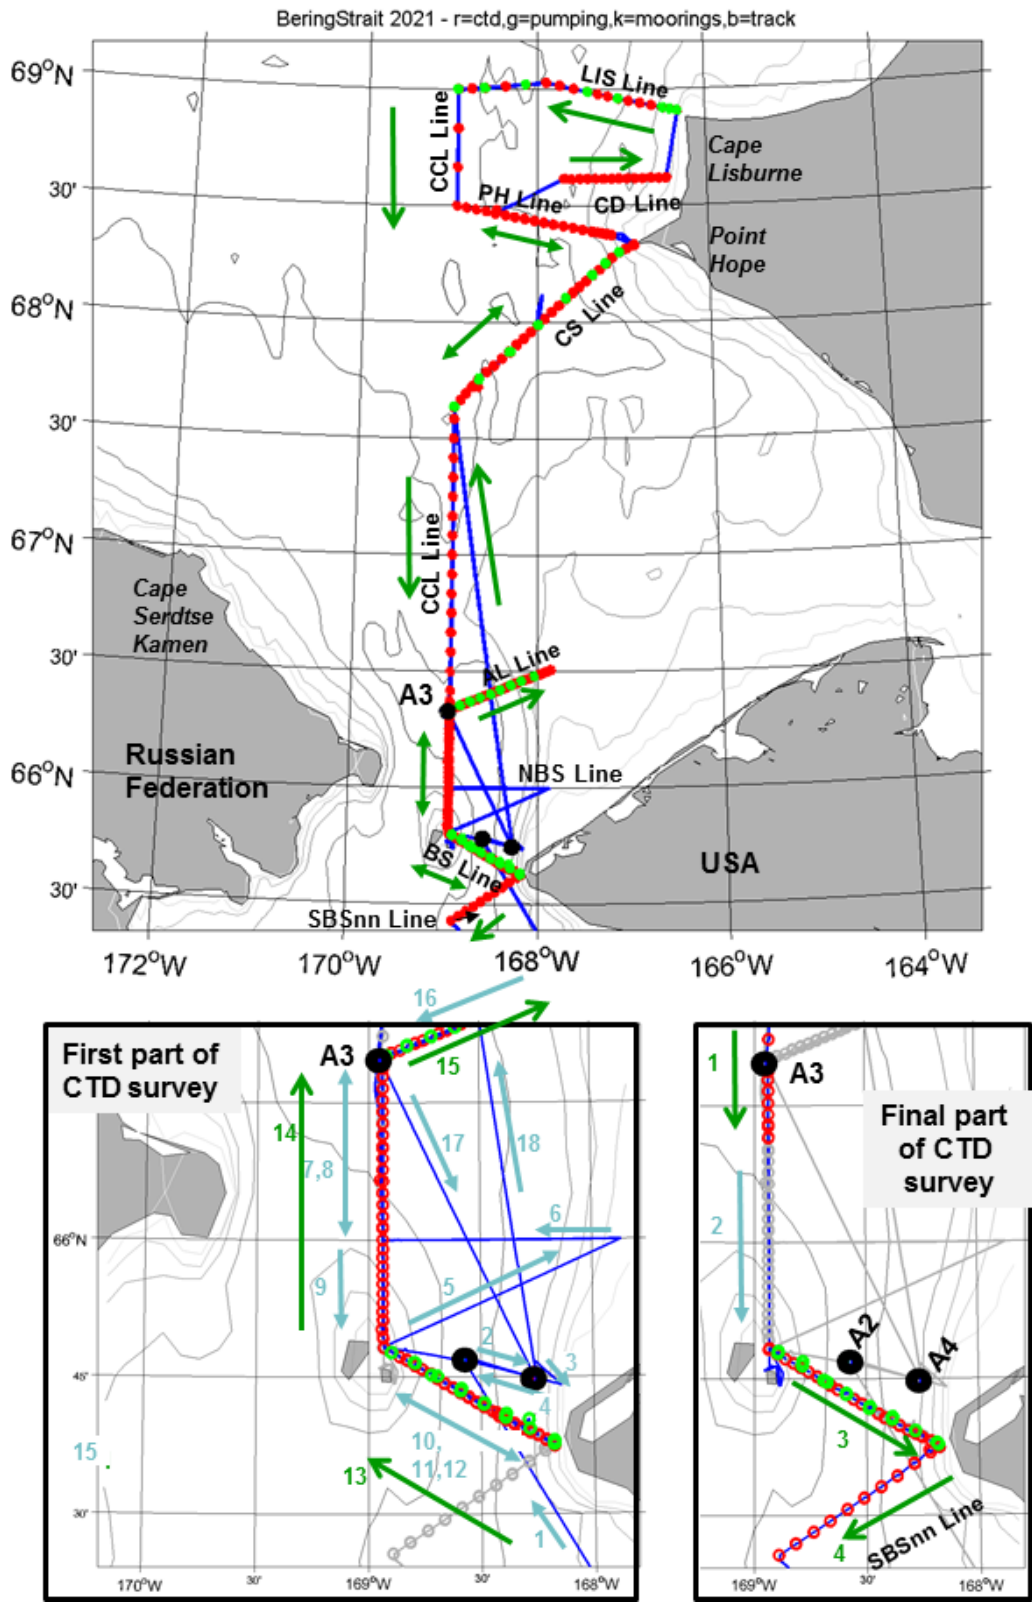 BeringStrait 2021 - r=ctd,g=pumping,k=moorings,b=track
69°N
LIS Line
CCL Line
Cape
Lisburne
30'
PH Line
CD Line
Point
Hope
68°N
CS Line
30'
67°N
CCL Line
Cape
Serdtse
Kamen
30'
AL Line
A3
Russian
Federation
66°N
NBS Line
BS Line
USA
30'
SBSnn Line
172°W
170°W
168°W
166°W
164°W
First part of
CTD survey
16
A3
15
14
7,8
17
18
6
66°N
9
5
2
3
45'
4
10,
11,12
15
13
30'
1
170°W
30'
169°W
30'
168°W
1
A3
Final part
of CTD
survey
2
A2
A4
3
SBSnn Line
4
169°W
30'
168°W